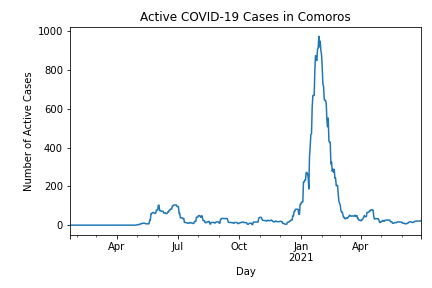 Active COVID-19 Cases in Comoros
1000
800
600
400
200
0
Number of Active Cases
Apr
Jul
Oct
Jan
2021
Apr
Day